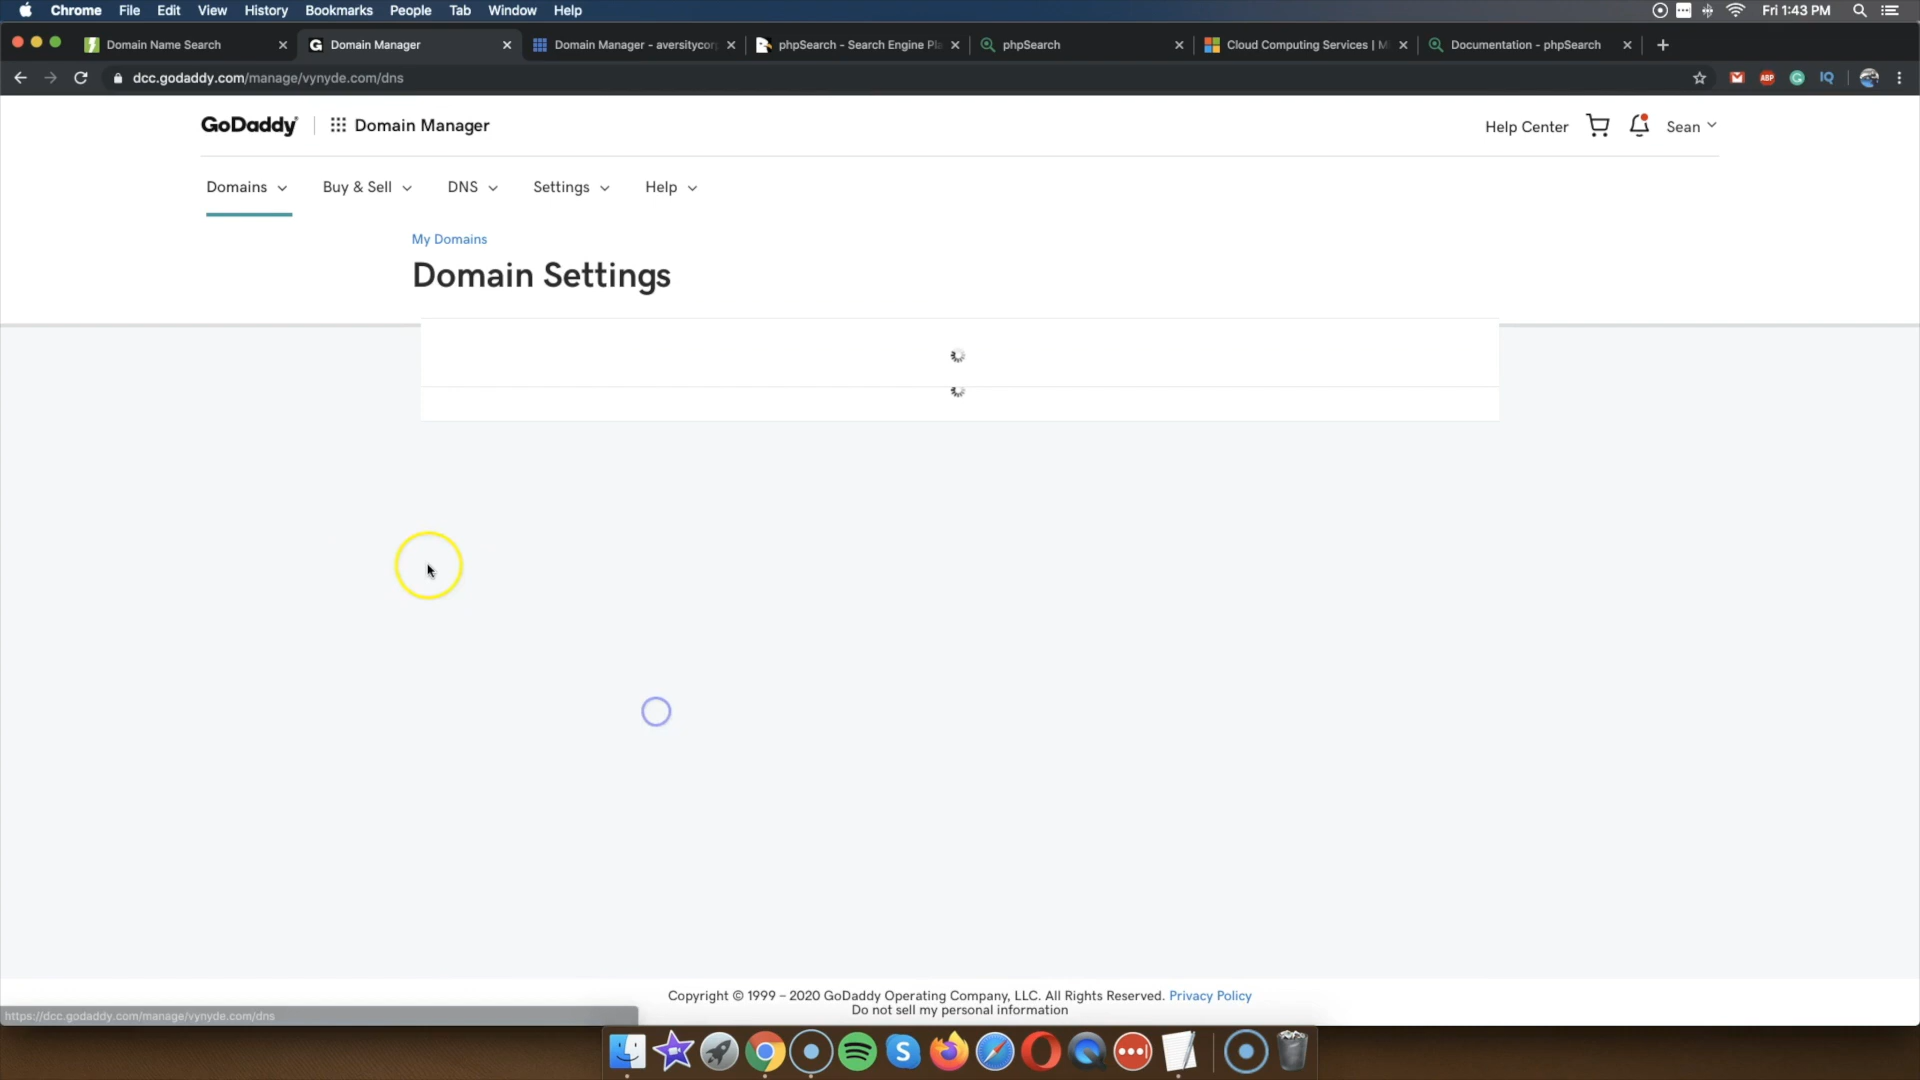 Chrome File Edit View History Bookmarks People Tab Window Help Fri 1:43 PM
Domain Name Search Domain Manager Domain Manager - aversitycor phpSearch - Search Engine Pla phpSearch Cloud Computing Services | M Documentation - phpSearch
dcc.godaddy.com/manage/vynyde.com/dns ABP IQ
GoDaddy Domain Manager Help Center Sean
Domains Buy & Sell DNS Settings Help
My Domains
Domain Settings
Copyright © 1999 – 2020 GoDaddy Operating Company, LLC. All Rights Reserved. Privacy Policy
Do not sell my personal information
https://dcc.godaddy.com/manage/vynyde.com/dns